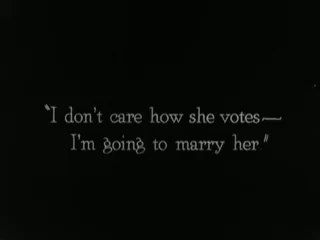 "I don't care how she votes—
I'm going to marry her"